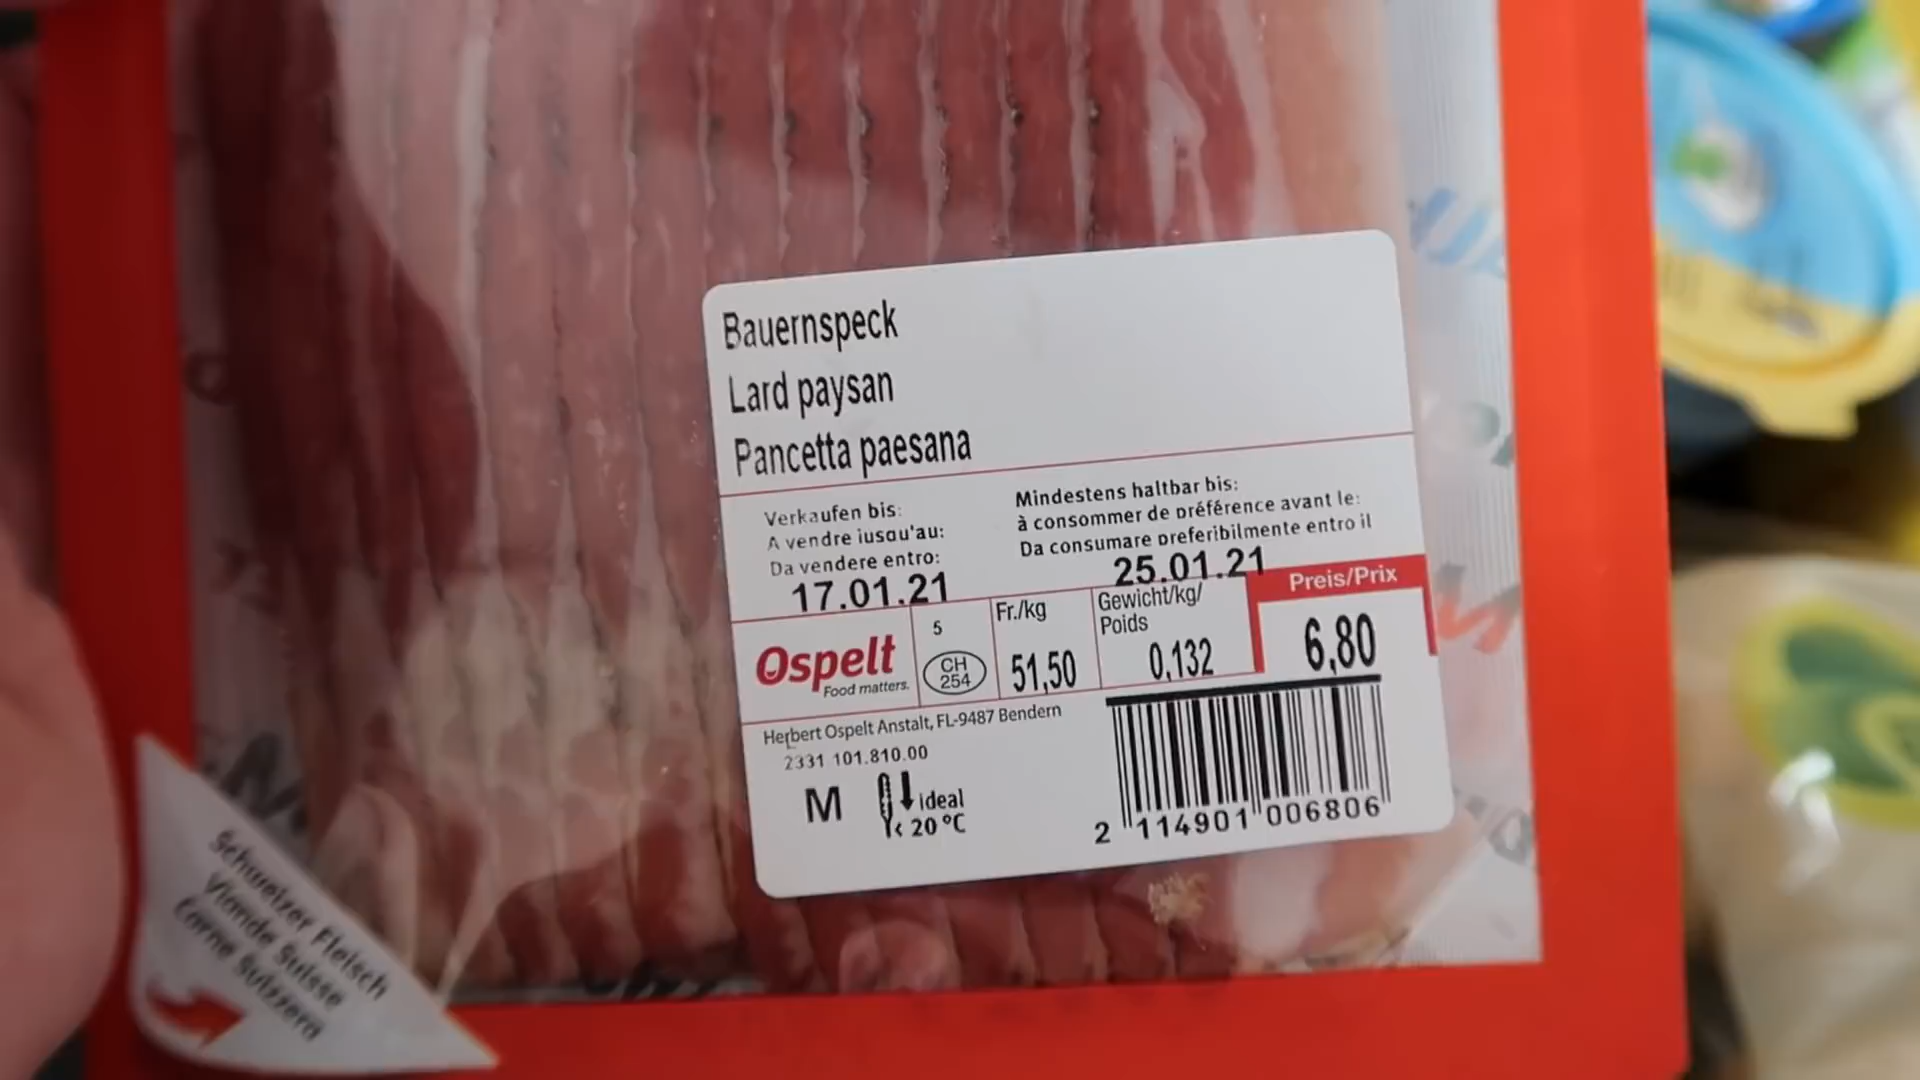 Bauernspeck
Lard paysan
Pancetta paesana
Verkaufen bis:
A vendre iusqu'au:
Da vendere entro:
17.01.21
Mindestens haltbar bis:
à consommer de préférence avant le:
Da consumare preferibilmente entro il
25.01.21
Ospelt
Food matters.
5
CH
254
Fr./kg
51,50
Gewicht/kg/
Poids
0,132
Preis/Prix
6,80
Herbert Ospelt Anstalt, FL-9487 Bendern
2331 101.810.00
M
ideal
< 20 °C
2 114901 006806
Schweizer Fleisch
Viande Suisse
Carne Svizzera